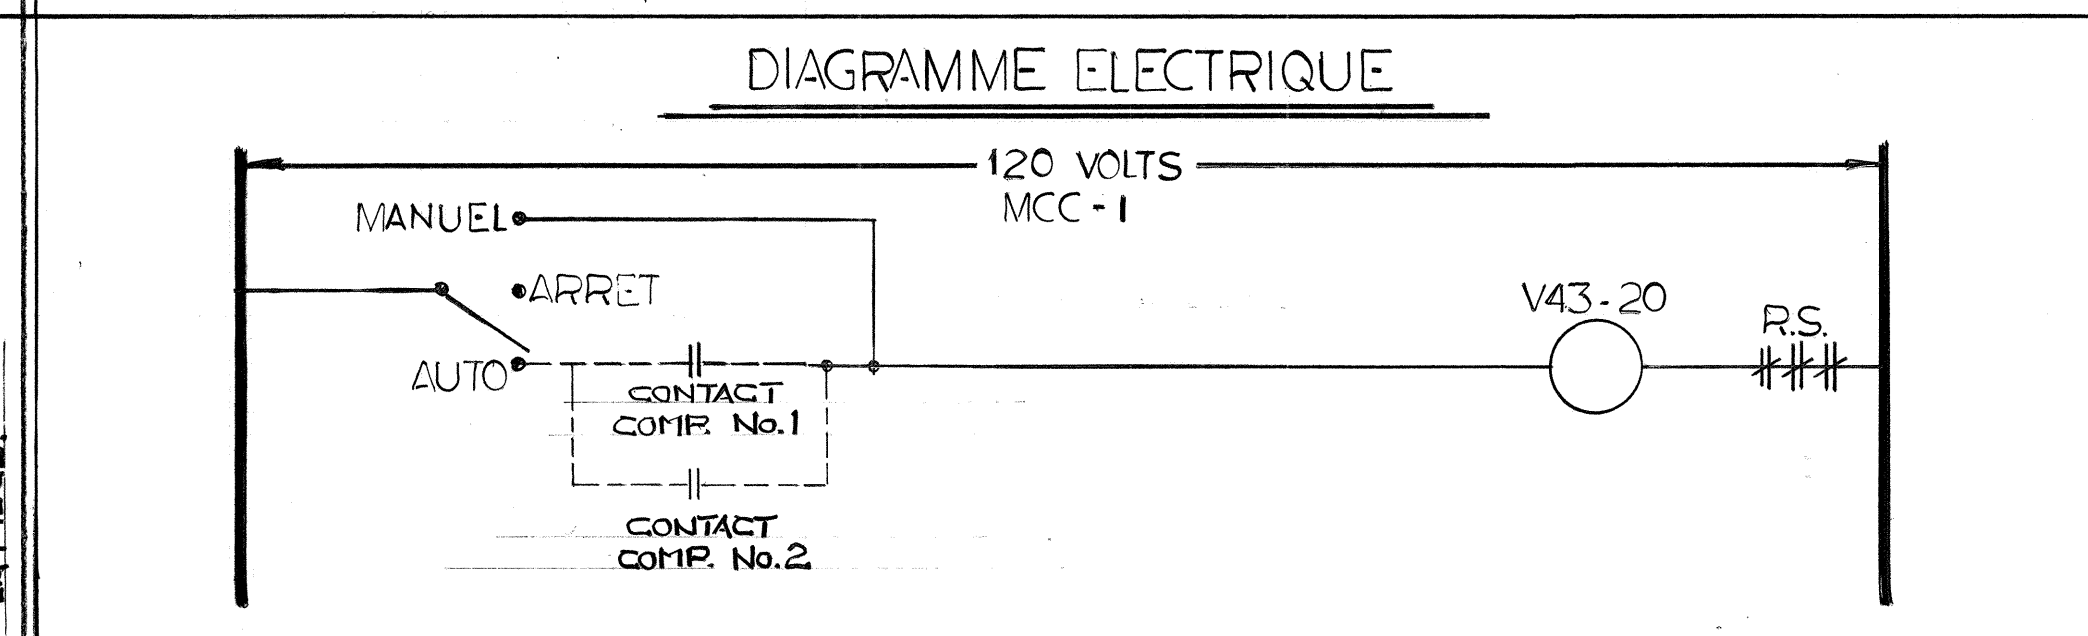 DIAGRAMME ELECTRIQUE
120 VOLTS
MCC-1
MANUEL
ARRET
AUTO
CONTACT
COMP. No.1
CONTACT
COMP. No.2
V43-20
R.S.